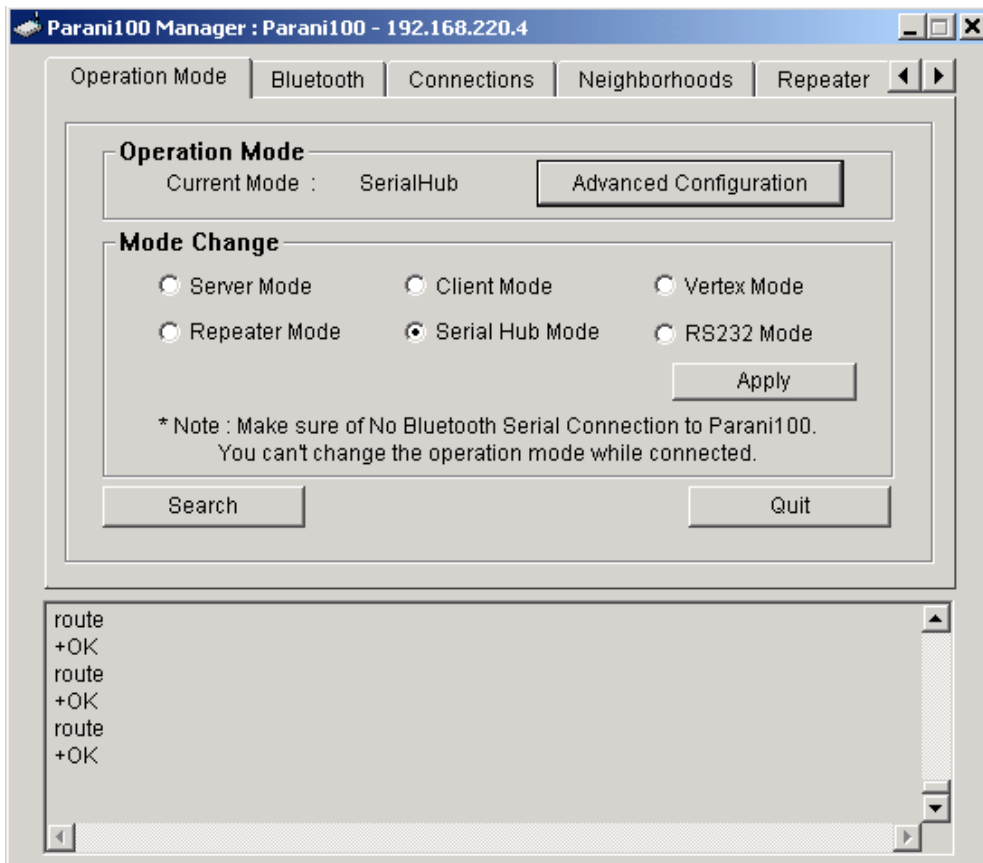 Parani100 Manager : Parani100 - 192.168.220.4
Operation Mode Bluetooth Connections Neighborhoods Repeater
Operation Mode
Current Mode : SerialHub Advanced Configuration
Mode Change
Server Mode Client Mode Vertex Mode
Repeater Mode Serial Hub Mode RS232 Mode
Apply
* Note : Make sure of No Bluetooth Serial Connection to Parani100.
You can't change the operation mode while connected.
Search Quit
route
+OK
route
+OK
route
+OK